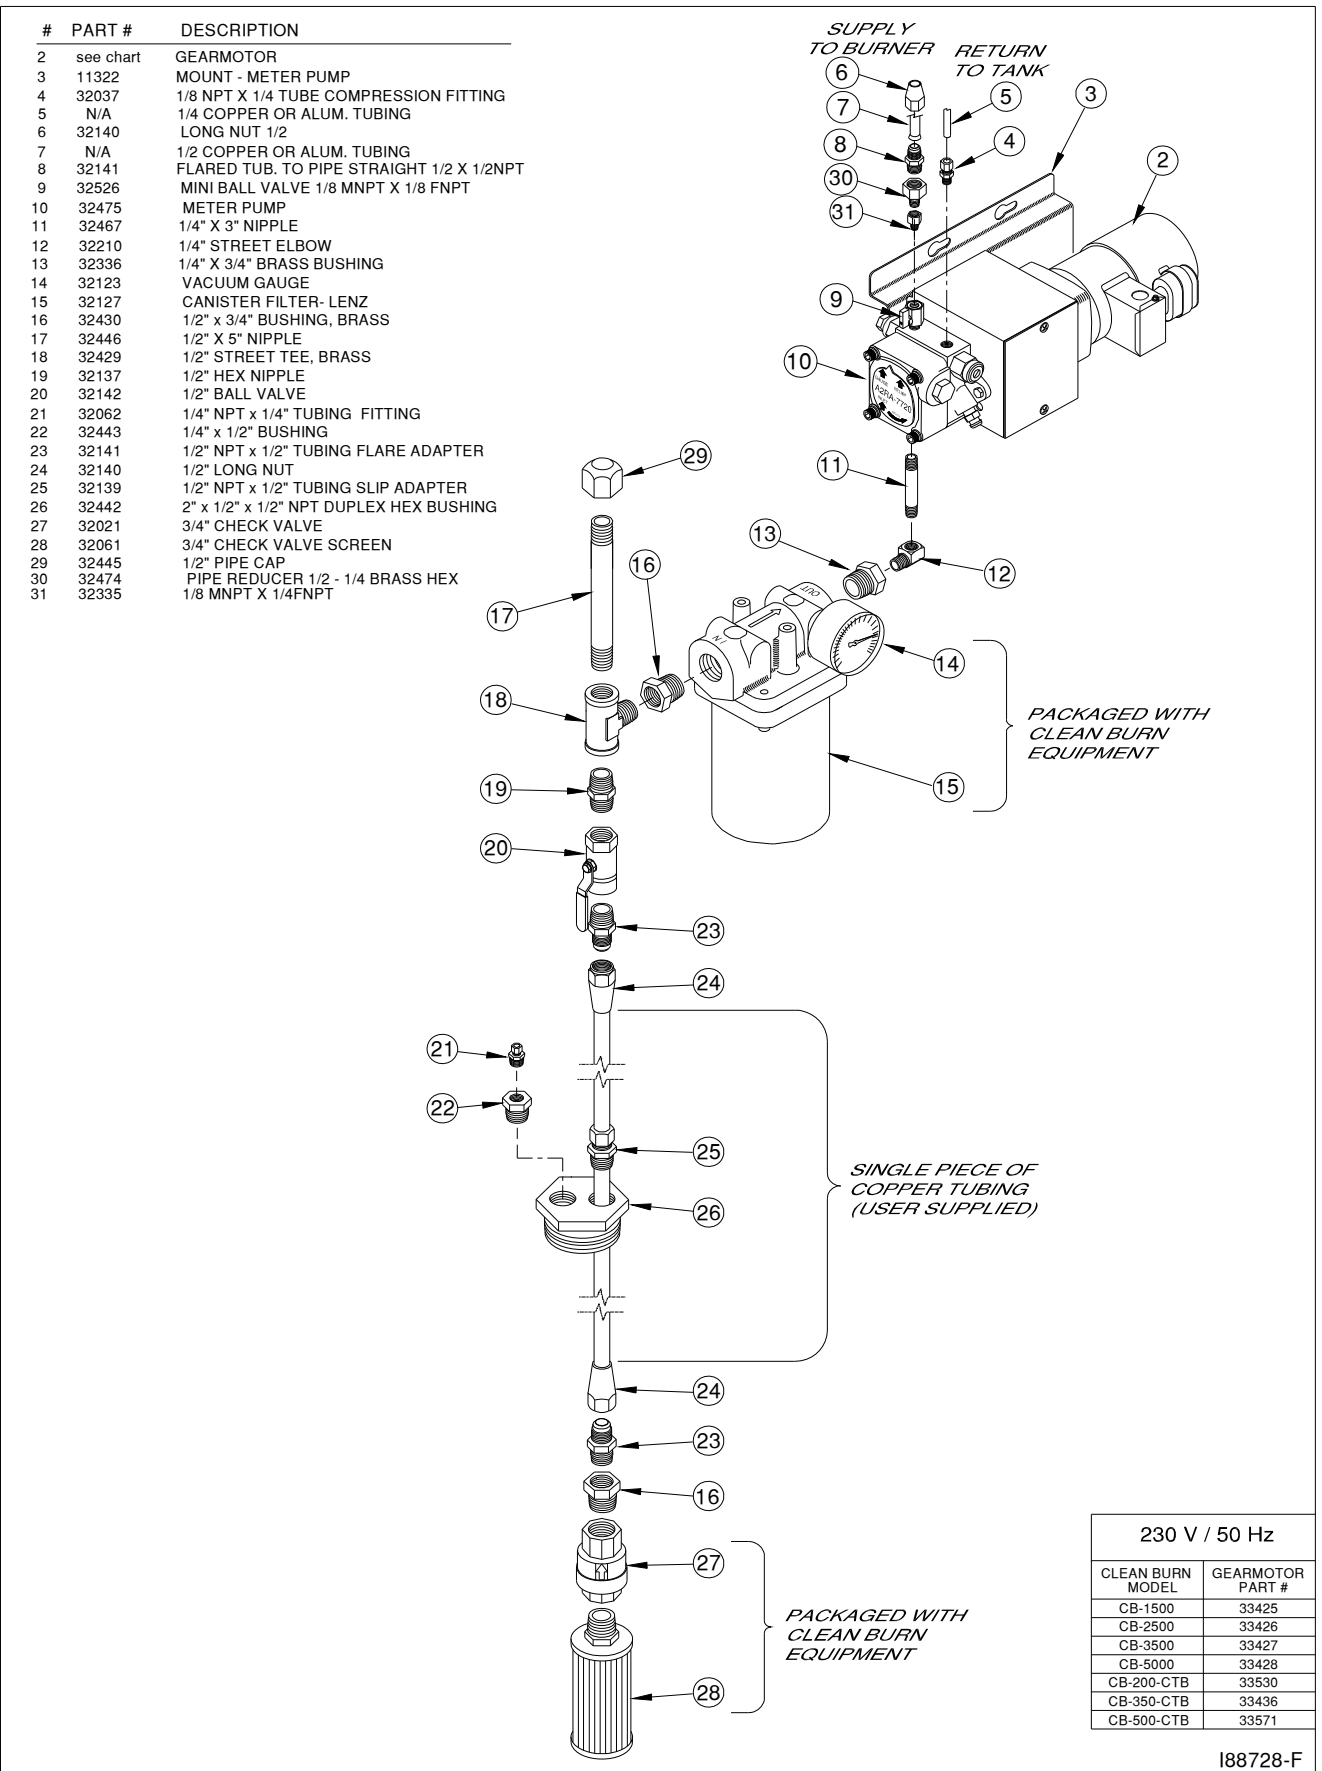 # PART # DESCRIPTION
2 see chart GEARMOTOR
3 11322 MOUNT - METER PUMP
4 32037 1/8 NPT X 1/4 TUBE COMPRESSION FITTING
5 N/A 1/4 COPPER OR ALUM. TUBING
6 32140 LONG NUT 1/2
7 N/A 1/2 COPPER OR ALUM. TUBING
8 32141 FLARED TUB. TO PIPE STRAIGHT 1/2 X 1/2NPT
9 32526 MINI BALL VALVE 1/8 MNPT X 1/8 FNPT
10 32475 METER PUMP
11 32467 1/4" X 3" NIPPLE
12 32210 1/4" STREET ELBOW
13 32336 1/4" X 3/4" BRASS BUSHING
14 32123 VACUUM GAUGE
15 32127 CANISTER FILTER- LENZ
16 32430 1/2" x 3/4" BUSHING, BRASS
17 32446 1/2" X 5" NIPPLE
18 32429 1/2" STREET TEE, BRASS
19 32137 1/2" HEX NIPPLE
20 32142 1/2" BALL VALVE
21 32062 1/4" NPT x 1/4" TUBING FITTING
22 32443 1/4" x 1/2" BUSHING
23 32141 1/2" NPT x 1/2" TUBING FLARE ADAPTER
24 32140 1/2" LONG NUT
25 32139 1/2" NPT x 1/2" TUBING SLIP ADAPTER
26 32442 2" x 1/2" x 1/2" NPT DUPLEX HEX BUSHING
27 32021 3/4" CHECK VALVE
28 32061 3/4" CHECK VALVE SCREEN
29 32445 1/2" PIPE CAP
30 32474 PIPE REDUCER 1/2 - 1/4 BRASS HEX
31 32335 1/8 MNPT X 1/4FNPT
SUPPLY
TO BURNER
RETURN
TO TANK
6
7
8
30
31
5
4
3
2
9
10
A2RA-7720
11
12
13
29
16
17
OUT
IN
14
15
PACKAGED WITH
CLEAN BURN
EQUIPMENT
18
19
20
23
24
21
22
25
26
SINGLE PIECE OF
COPPER TUBING
(USER SUPPLIED)
24
23
16
27
28
PACKAGED WITH
CLEAN BURN
EQUIPMENT
230 V / 50 Hz
CLEAN BURN MODEL GEARMOTOR PART #
CB-1500 33425
CB-2500 33426
CB-3500 33427
CB-5000 33428
CB-200-CTB 33530
CB-350-CTB 33436
CB-500-CTB 33571
I88728-F